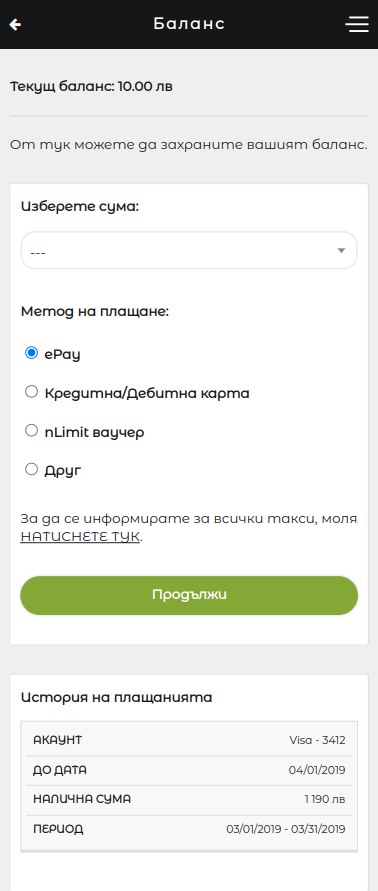 Баланс
Текущ баланс: 10.00 лв
От тук можете да захраните вашият баланс.
Изберете сума:
---
Метод на плащане:
ePay
Кредитна/Дебитна карта
nLimit ваучер
Друг
За да се информирате за всички такси, моля
НАТИСНЕТЕ ТУК.
Продължи
История на плащанията
АКАУНТ Visa - 3412
ДО ДАТА 04/01/2019
НАЛИЧНА СУМА 1 190 лв
ПЕРИОД 03/01/2019 - 03/31/2019